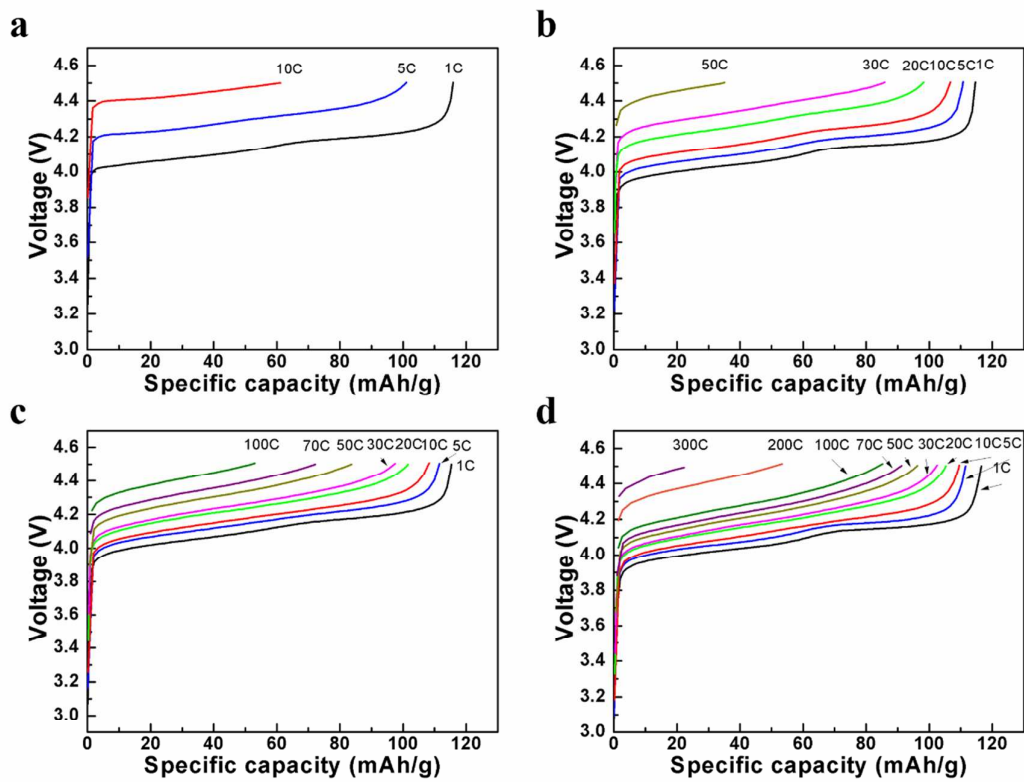 a
10C 5C 1C
4.6
4.4
4.2
4.0
3.8
3.6
3.4
3.2
3.0
Voltage (V)
0 20 40 60 80 100 120
Specific capacity (mAh/g)
b
50C 30C 20C10C5C1C
4.6
4.4
4.2
4.0
3.8
3.6
3.4
3.2
3.0
Voltage (V)
0 20 40 60 80 100 120
Specific capacity (mAh/g)
c
100C 70C 50C 30C20C 10C 5C
1C
4.6
4.4
4.2
4.0
3.8
3.6
3.4
3.2
3.0
Voltage (V)
0 20 40 60 80 100 120
Specific capacity (mAh/g)
d
300C 200C 100C 70C 50C 30C 20C 10C5C
1C
4.6
4.4
4.2
4.0
3.8
3.6
3.4
3.2
3.0
Voltage (V)
0 20 40 60 80 100 120
Specific capacity (mAh/g)